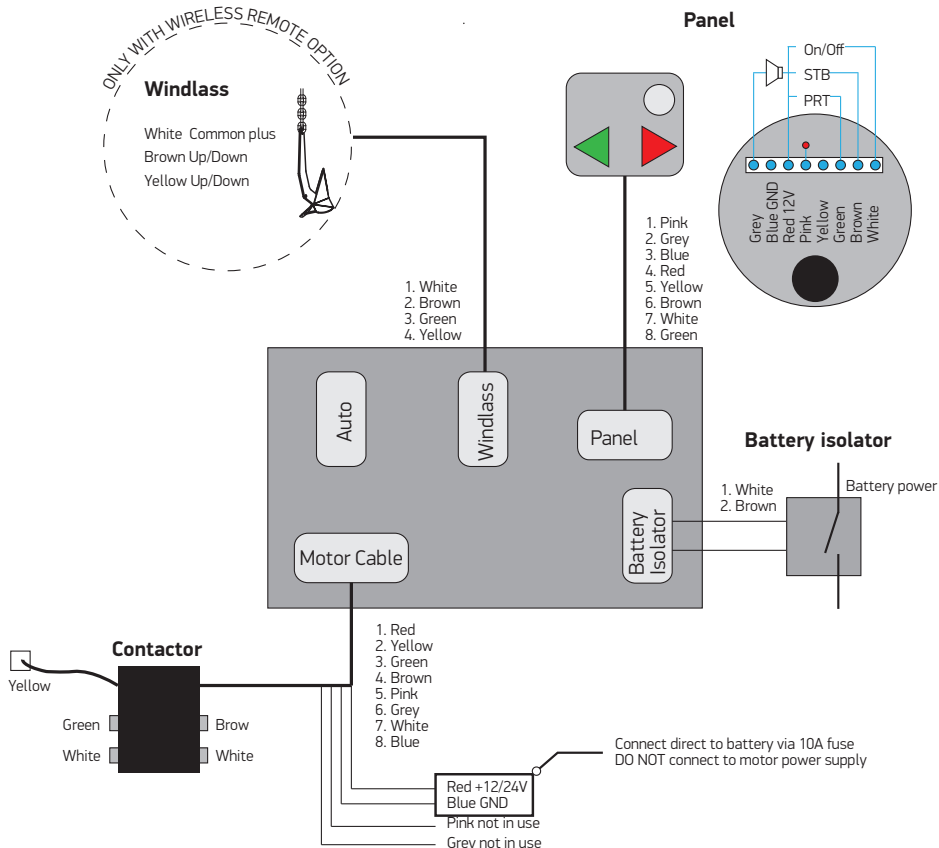 ONLY WITH WIRELESS REMOTE OPTION
Windlass
White Common plus
Brown Up/Down
Yellow Up/Down
Panel
On/Off
STB
PRT
Grey
Blue GND
Red 12V
Pink
Yellow
Green
Brown
White
1. Pink
2. Grey
3. Blue
4. Red
5. Yellow
6. Brown
7. White
8. Green
1. White
2. Brown
3. Green
4. Yellow
Auto
Windlass
Panel
Battery Isolator
Motor Cable
Battery isolator
Battery power
1. White
2. Brown
Contactor
Yellow
Green
White
Brow
White
1. Red
2. Yellow
3. Green
4. Brown
5. Pink
6. Grey
7. White
8. Blue
Connect direct to battery via 10A fuse
DO NOT connect to motor power supply
Red +12/24V
Blue GND
Pink not in use
Grey not in use